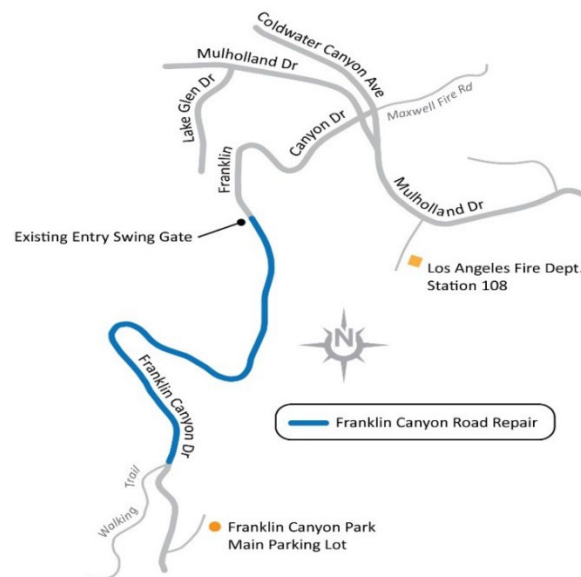 Coldwater Canyon Ave
Mulholland Dr
Lake Glen Dr
Maxwell Fire Rd
Franklin
Canyon Dr
Mulholland Dr
Existing Entry Swing Gate
Los Angeles Fire Dept.
Station 108
N
Franklin Canyon Dr
Franklin Canyon Road Repair
Walking
Trail
Franklin Canyon Park
Main Parking Lot